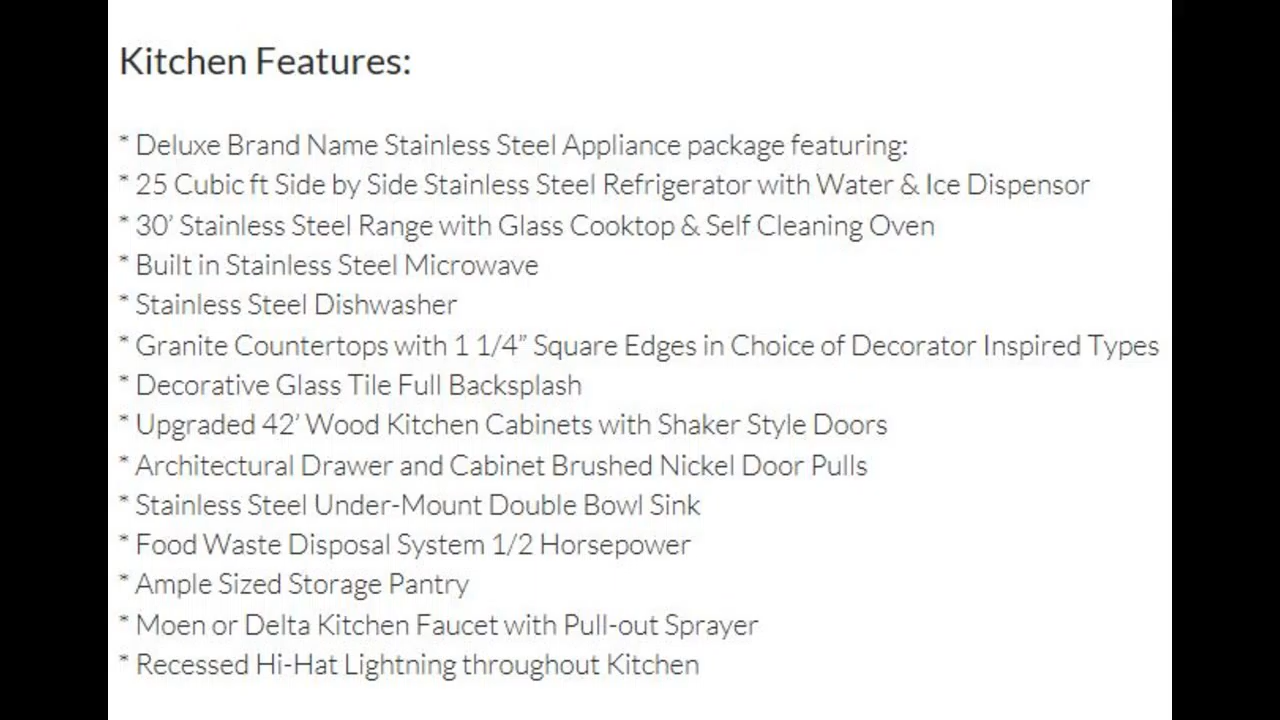 Kitchen Features:
* Deluxe Brand Name Stainless Steel Appliance package featuring:
* 25 Cubic ft Side by Side Stainless Steel Refrigerator with Water & Ice Dispensor
* 30’ Stainless Steel Range with Glass Cooktop & Self Cleaning Oven
* Built in Stainless Steel Microwave
* Stainless Steel Dishwasher
* Granite Countertops with 1 1/4” Square Edges in Choice of Decorator Inspired Types
* Decorative Glass Tile Full Backsplash
* Upgraded 42’ Wood Kitchen Cabinets with Shaker Style Doors
* Architectural Drawer and Cabinet Brushed Nickel Door Pulls
* Stainless Steel Under-Mount Double Bowl Sink
* Food Waste Disposal System 1/2 Horsepower
* Ample Sized Storage Pantry
* Moen or Delta Kitchen Faucet with Pull-out Sprayer
* Recessed Hi-Hat Lightning throughout Kitchen